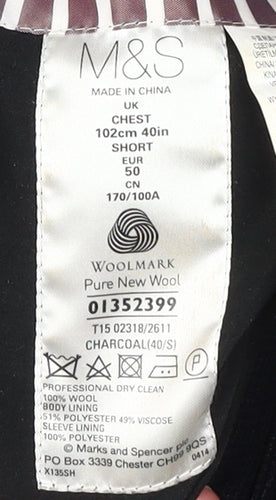 M&S
MADE IN CHINA
UK
CHEST
102cm 40in
SHORT
EUR
50
CN
170/100A
WOOLMARK
Pure New Wool
01352399
T15 02318/2611
CHARCOAL(40/S)
P
PROFESSIONAL DRY CLEAN
100% WOOL
BODY LINING
51% POLYESTER 49% VISCOSE
SLEEVE LINING
100% POLYESTER
© Marks and Spencer plc
PO Box 3339 Chester CH99 9QS
X135SH 0414